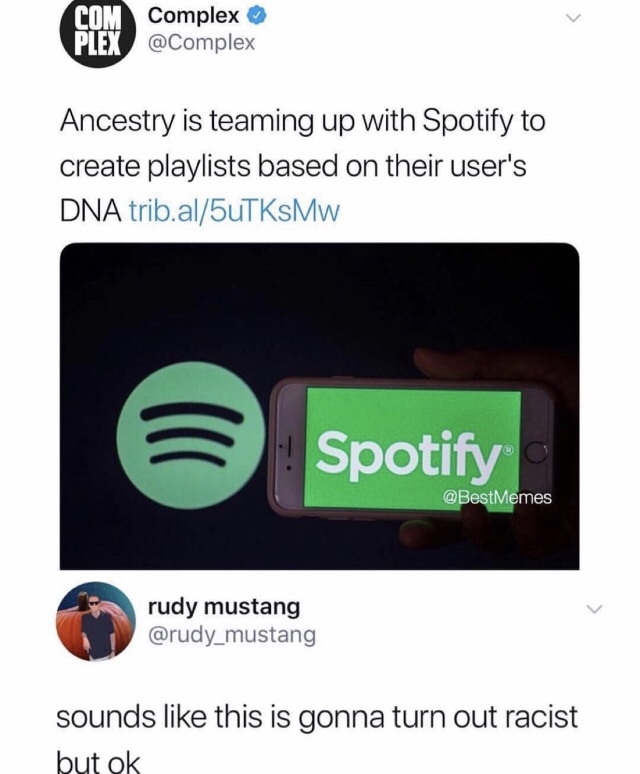 COM
PLEX
Complex
@Complex
Ancestry is teaming up with Spotify to
create playlists based on their user's
DNA trib.al/5uTKsMw
Spotify®
@BestMemes
rudy mustang
@rudy_mustang
sounds like this is gonna turn out racist
but ok